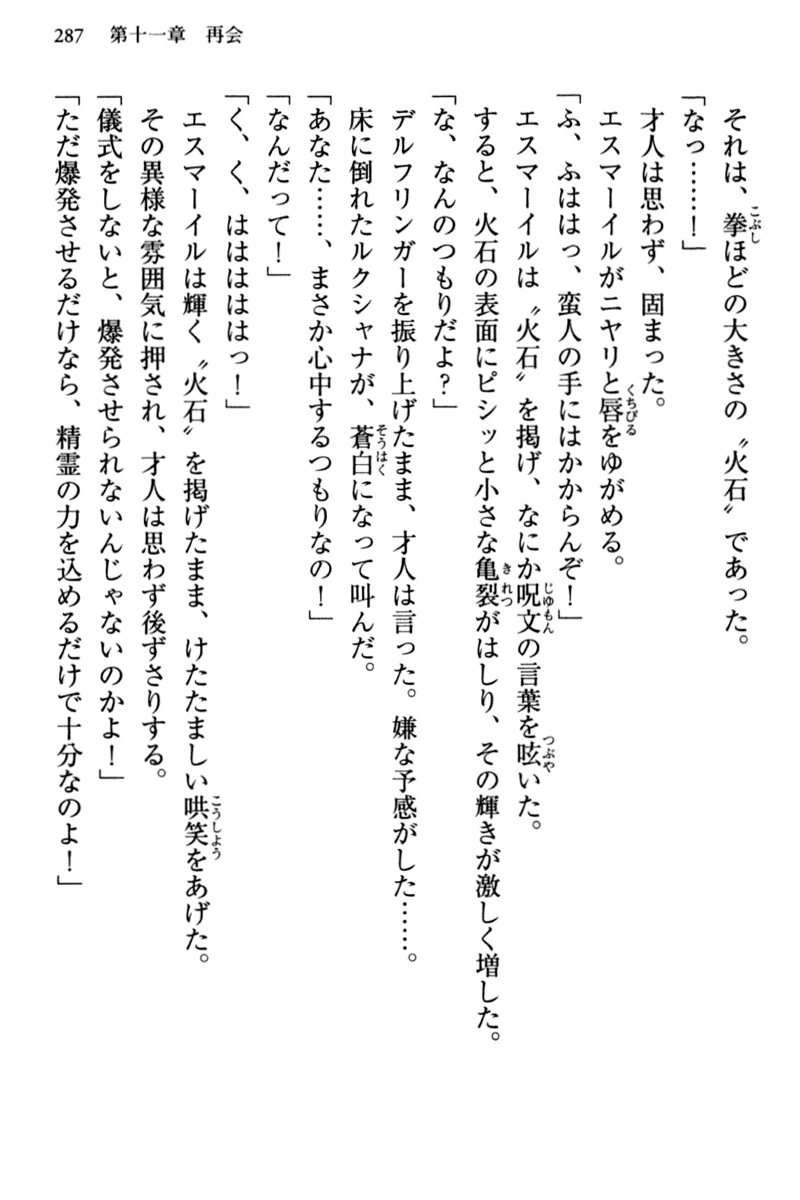 287　第十一章　再会
それは、拳ほどの大きさの〝火石〟であった。
「なっ……！」
才人は思わず、固まった。
エスマーイルがニヤリと唇をゆがめる。
「ふ、ふははっ、蛮人の手にはかからんぞ！」
エスマーイルは〝火石〟を掲げ、なにか呪文の言葉を呟いた。
すると、火石の表面にピシッと小さな亀裂がはしり、その輝きが激しく増した。
「な、なんのつもりだよ？」
デルフリンガーを振り上げたまま、才人は言った。嫌な予感がした……。
床に倒れたルクシャナが、蒼白になって叫んだ。
「あなた……、まさか心中するつもりなの！」
「なんだって！」
「く、く、はははははっ！」
エスマーイルは輝く〝火石〟を掲げたまま、けたたましい哄笑をあげた。
その異様な雰囲気に押され、才人は思わず後ずさりする。
「儀式をしないと、爆発させられないんじゃないのかよ！」
「ただ爆発させるだけなら、精霊の力を込めるだけで十分なのよ！」